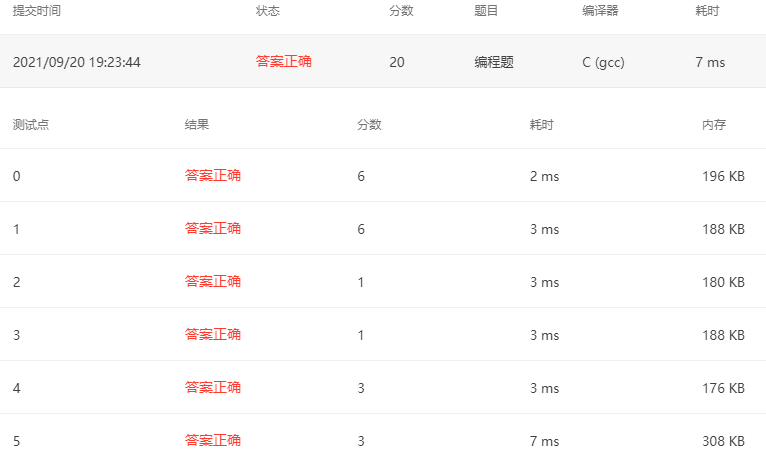 提交时间 状态 分数 题目 编译器 耗时
2021/09/20 19:23:44 答案正确 20 编程题 C (gcc) 7 ms
测试点 结果 分数 耗时 内存
0 答案正确 6 2 ms 196 KB
1 答案正确 6 3 ms 188 KB
2 答案正确 1 3 ms 180 KB
3 答案正确 1 3 ms 188 KB
4 答案正确 3 3 ms 176 KB
5 答案正确 3 7 ms 308 KB